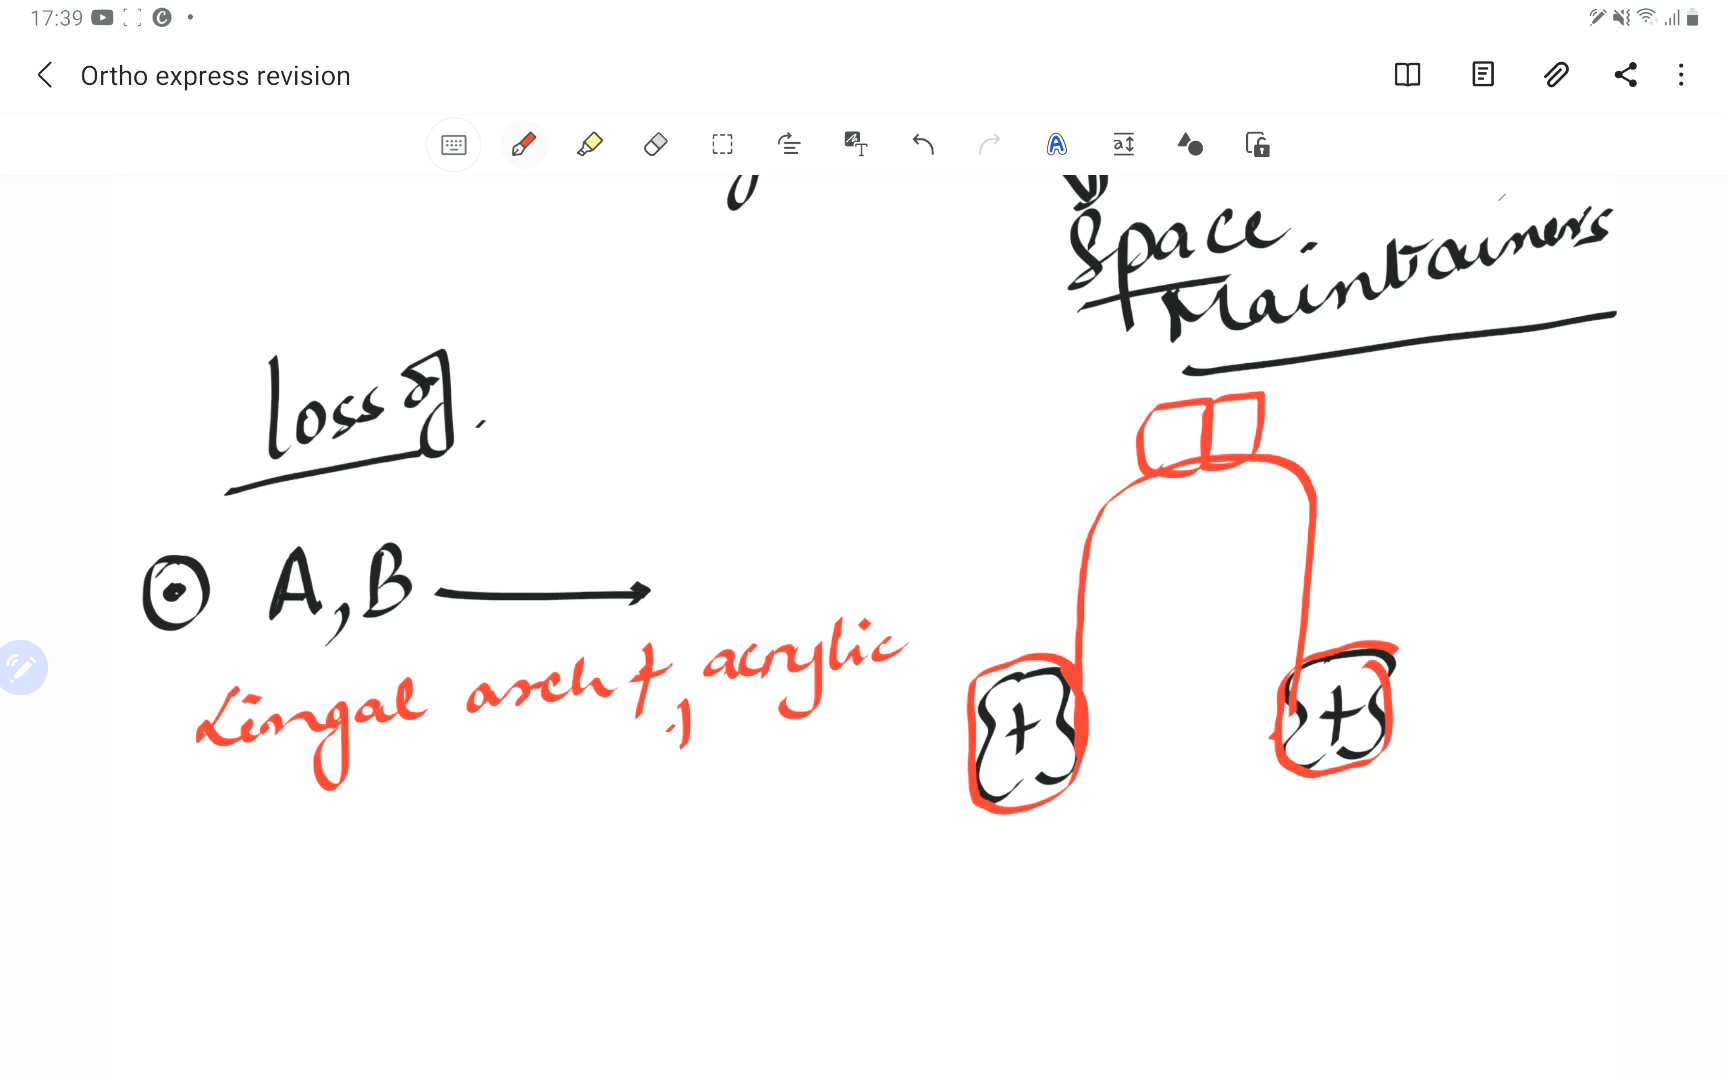 17:39
Ortho express revision
Space.
Maintainers
loss of.
A, B
Lingal arch + acrylic
+ +